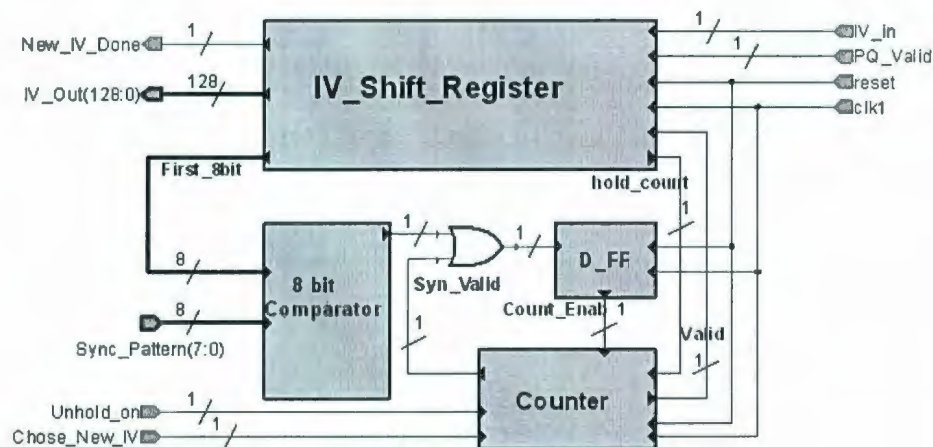 New_IV_Done
1
IV_Out(128:0)
128
IV_Shift_Register
1
IV_in
1
PQ_Valid
reset
clk1
First_8bit
hold_count
1
8
8 bit
Comparator
8
Sync_Pattern(7:0)
1
Syn_Valid
1
D_FF
Count_Enab
1
Valid
1
1
Counter
Unhold_on
1
Chose_New_IV
1